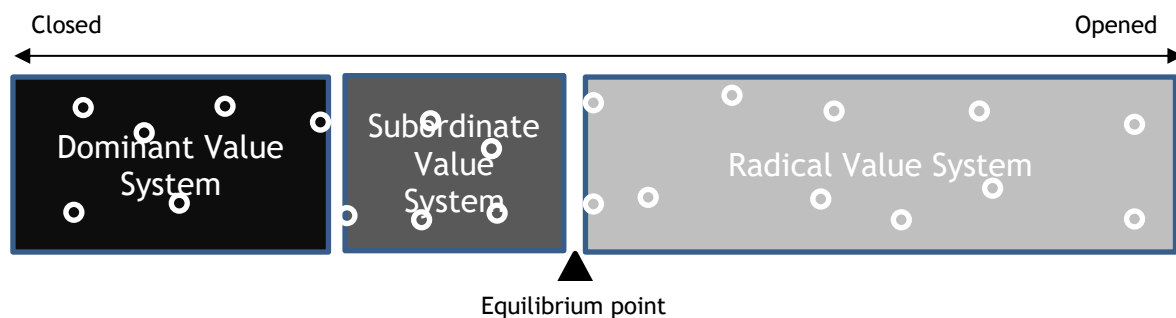 Closed
Opened
Dominant Value
System
Subordinate
Value
System
Radical Value System
Equilibrium point